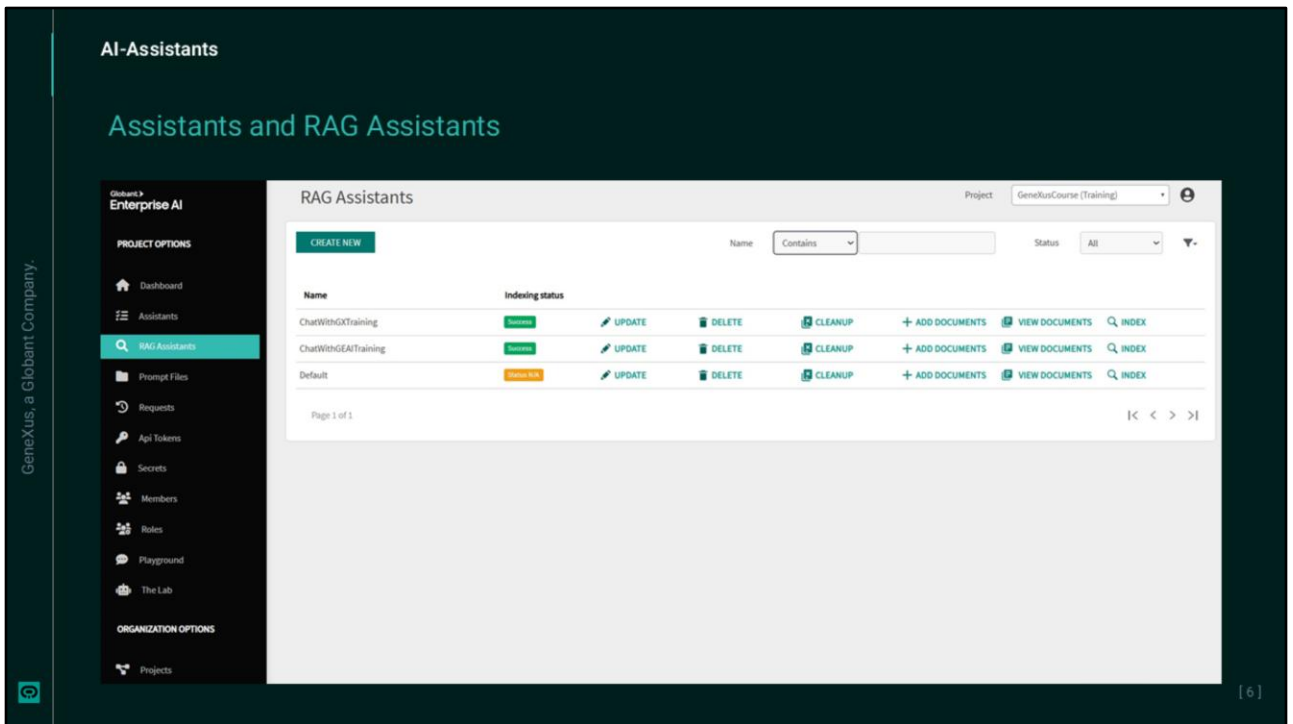 AI-Assistants
Assistants and RAG Assistants
GeneXus, a Globant Company.
Globant>
Enterprise AI
PROJECT OPTIONS
Dashboard
Assistants
RAG Assistants
Prompt Files
Requests
Api Tokens
Secrets
Members
Roles
Playground
The Lab
ORGANIZATION OPTIONS
Projects
RAG Assistants
Project GeneXusCourse (Training)
CREATE NEW Name Contains Status All
Name Indexing status
ChatWithGXTraining Success UPDATE DELETE CLEANUP ADD DOCUMENTS VIEW DOCUMENTS INDEX
ChatWithGEAITraining Success UPDATE DELETE CLEANUP ADD DOCUMENTS VIEW DOCUMENTS INDEX
Default Status N/A UPDATE DELETE CLEANUP ADD DOCUMENTS VIEW DOCUMENTS INDEX
Page 1 of 1
[ 6 ]